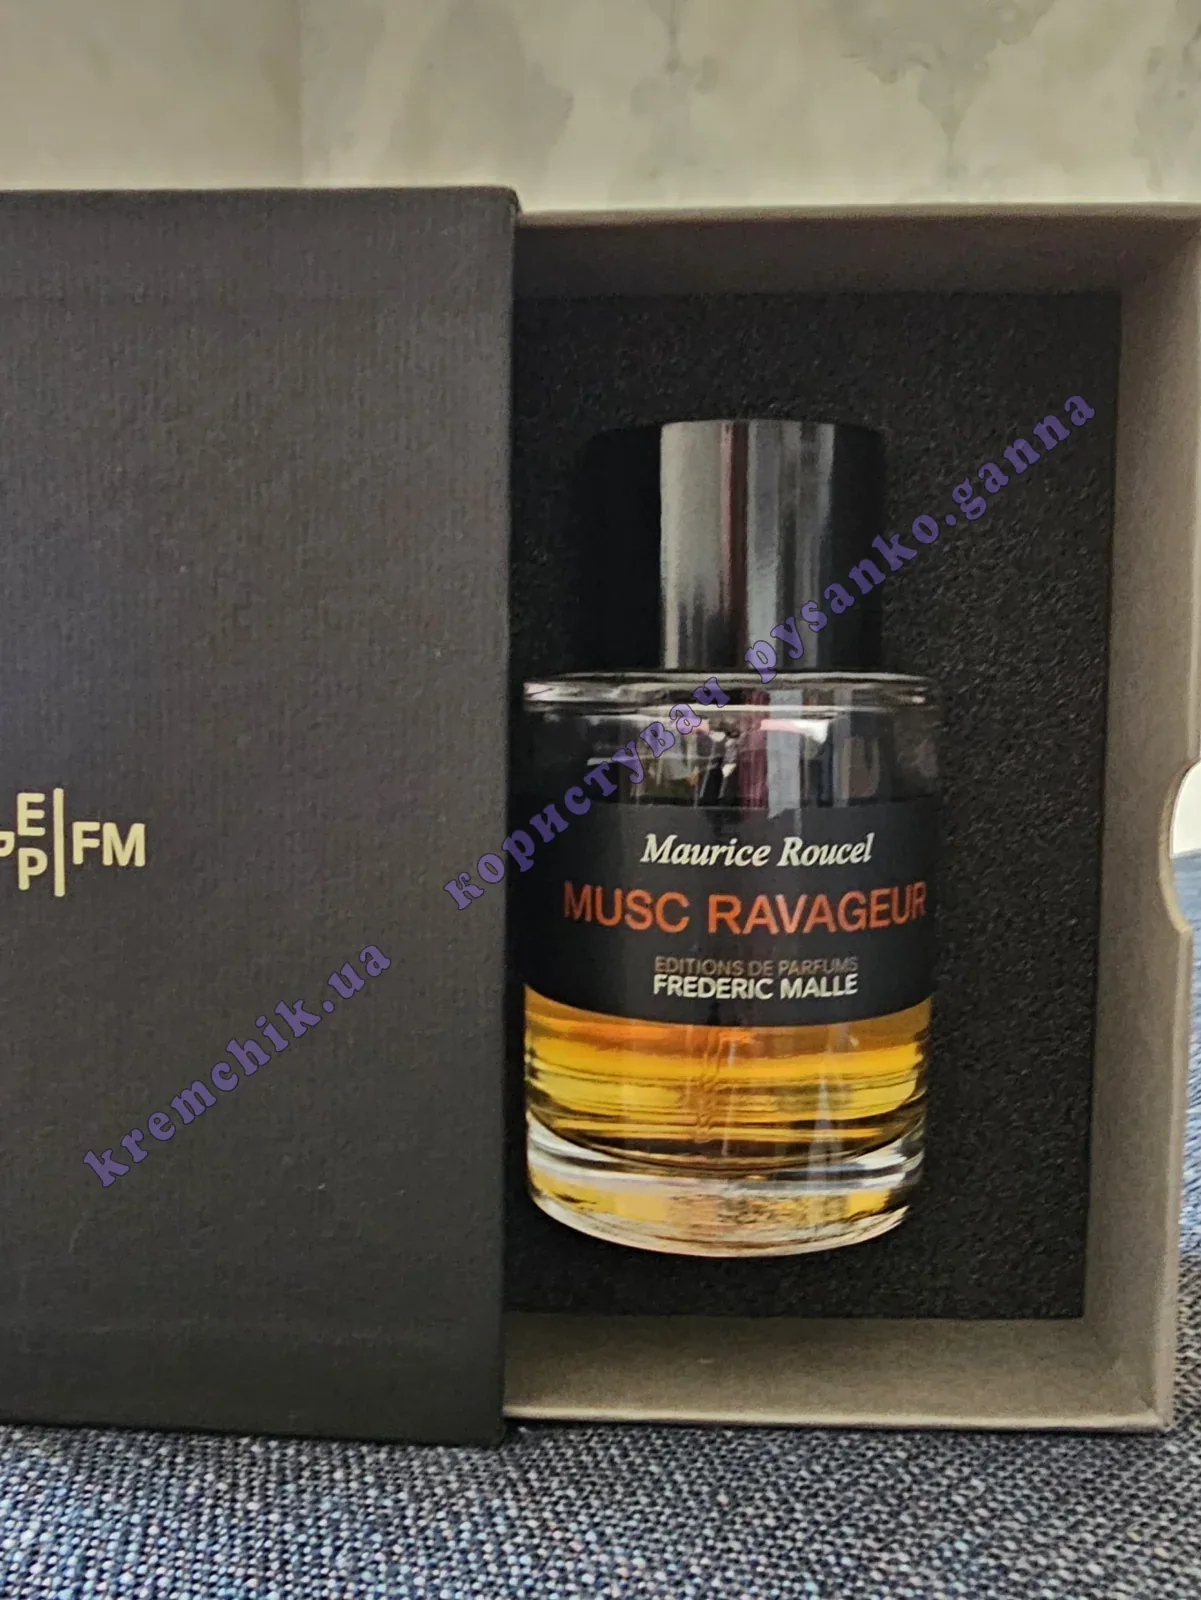 E
P
FM
Maurice Roucel
MUSC RAVAGEUR
EDITIONS DE PARFUMS
FREDERIC MALLE
користувач pysanko.ganna
kremchik.ua